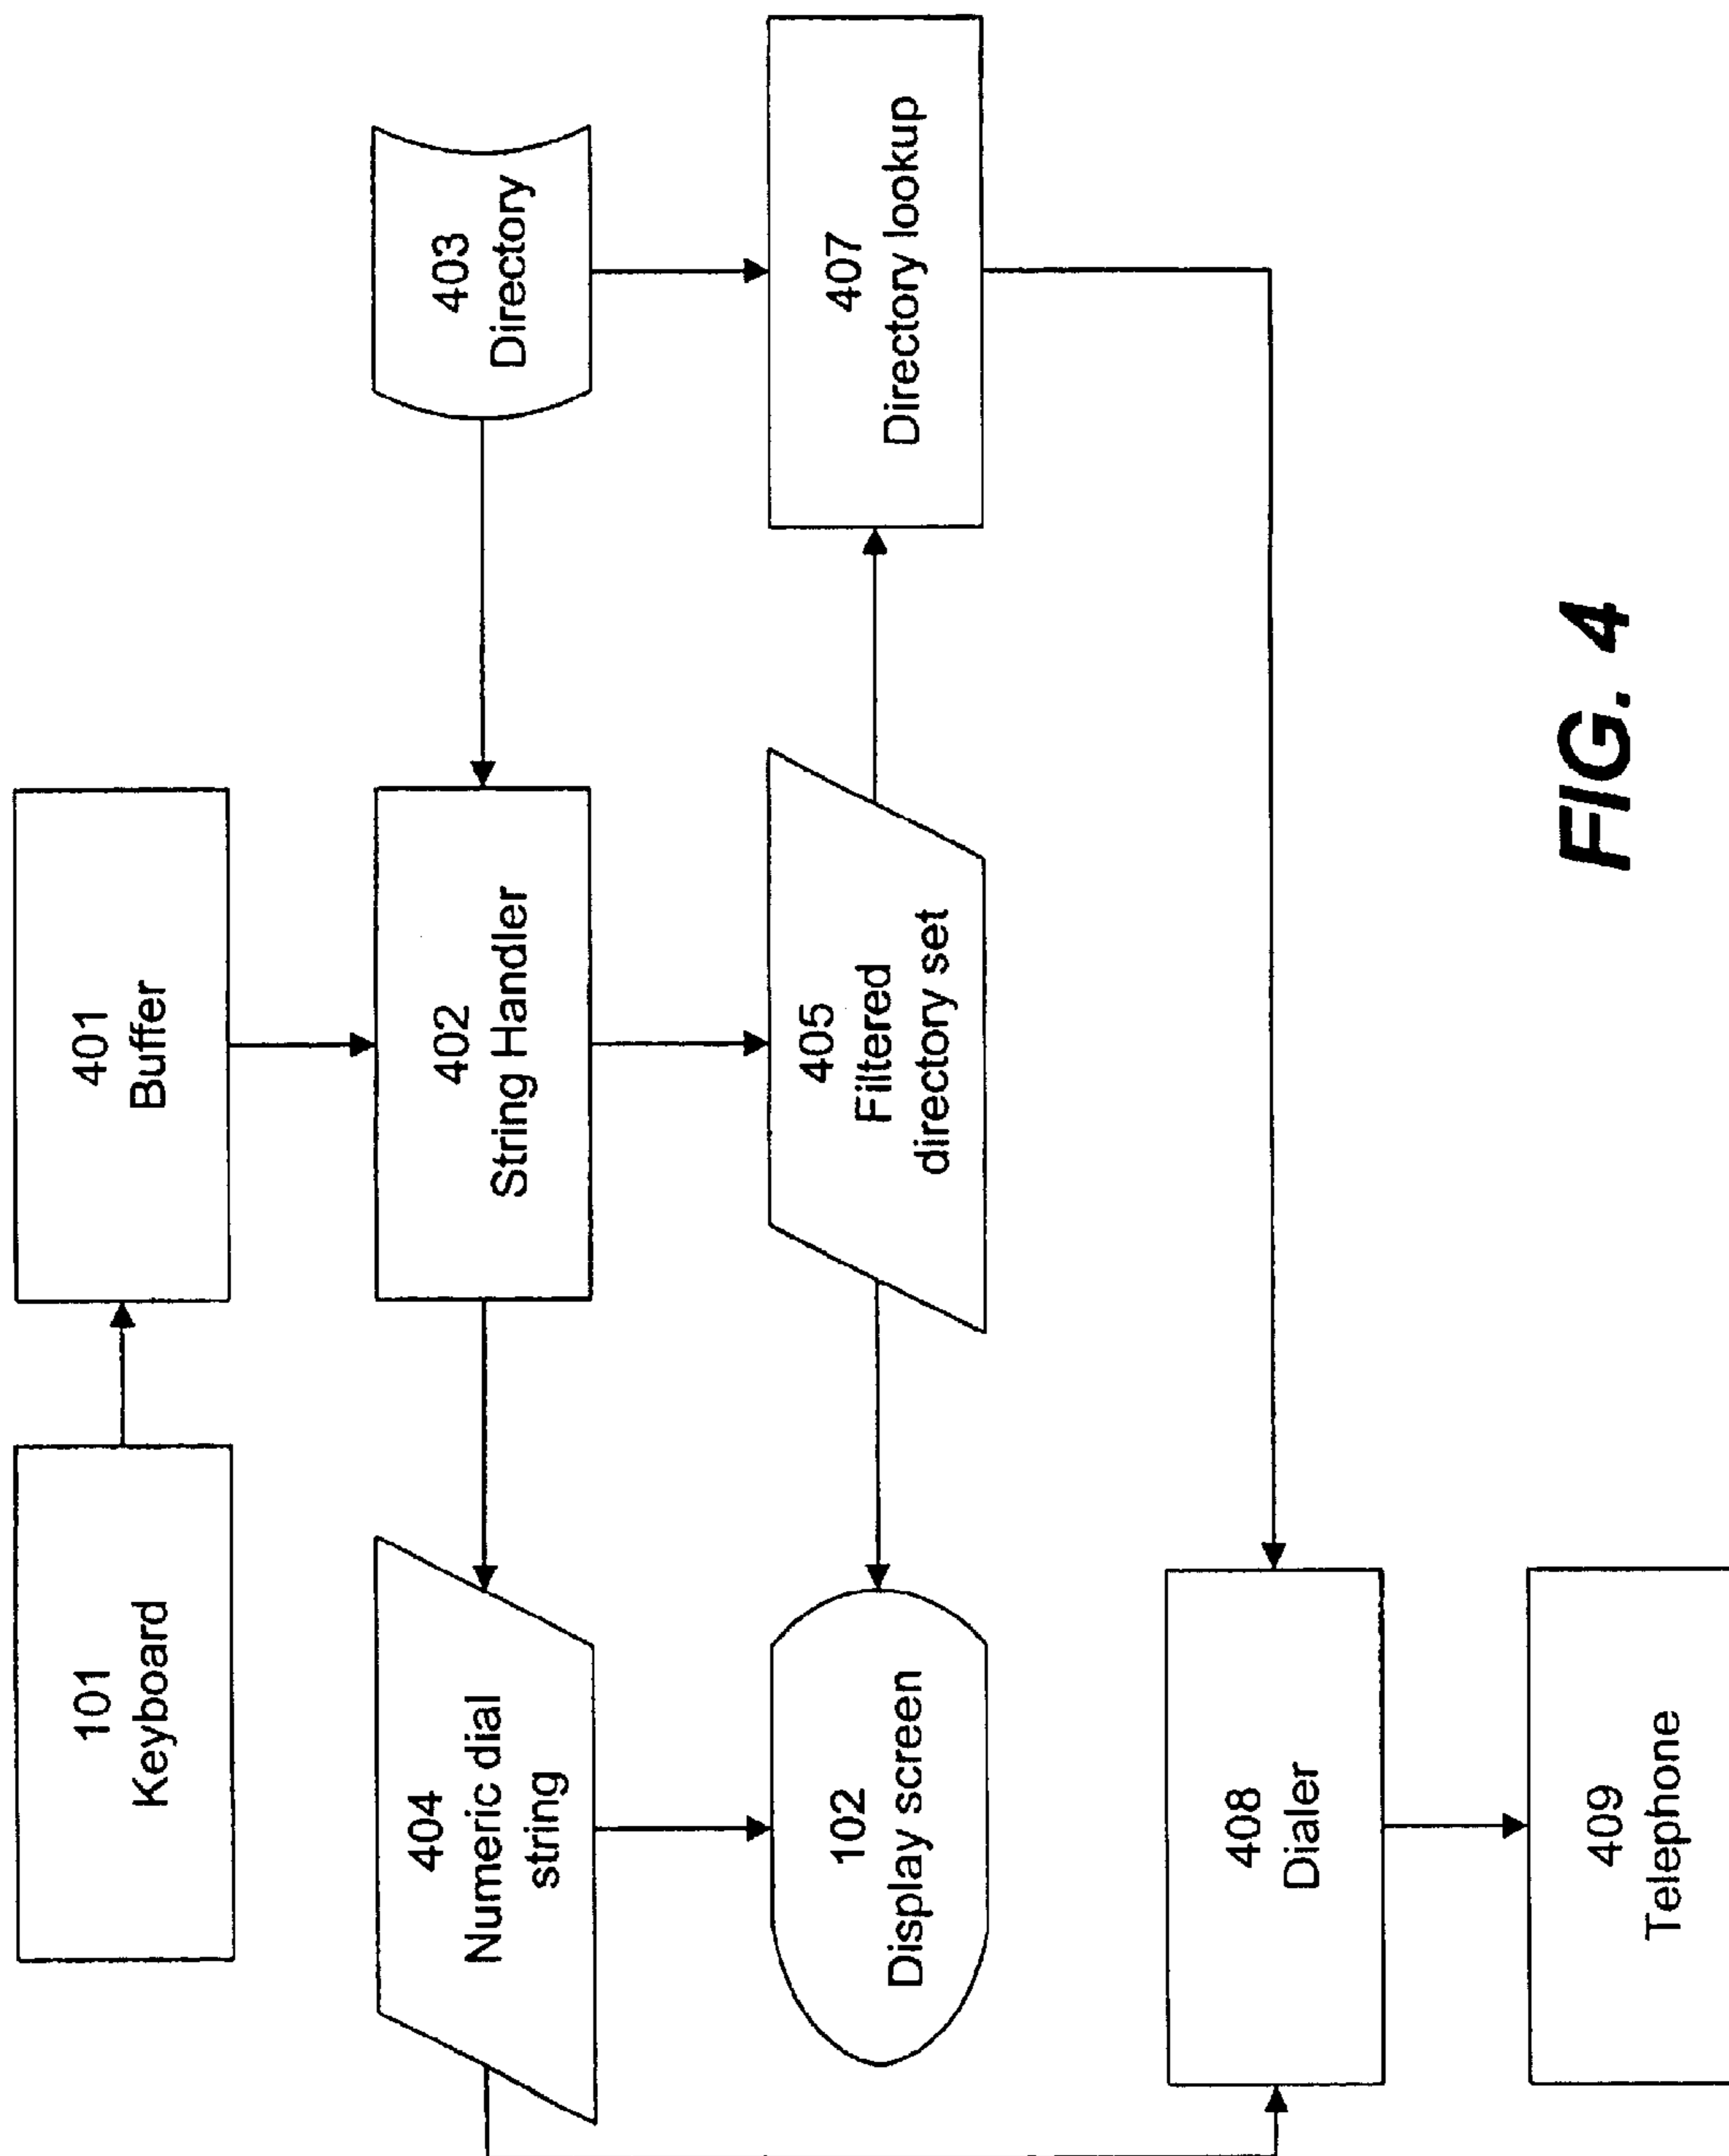 101
Keyboard
401
Buffer
404
Numeric dial
string
402
String Handler
403
Directory
102
Display screen
405
Filtered
directory set
407
Directory lookup
408
Dialer
409
Telephone
FIG. 4